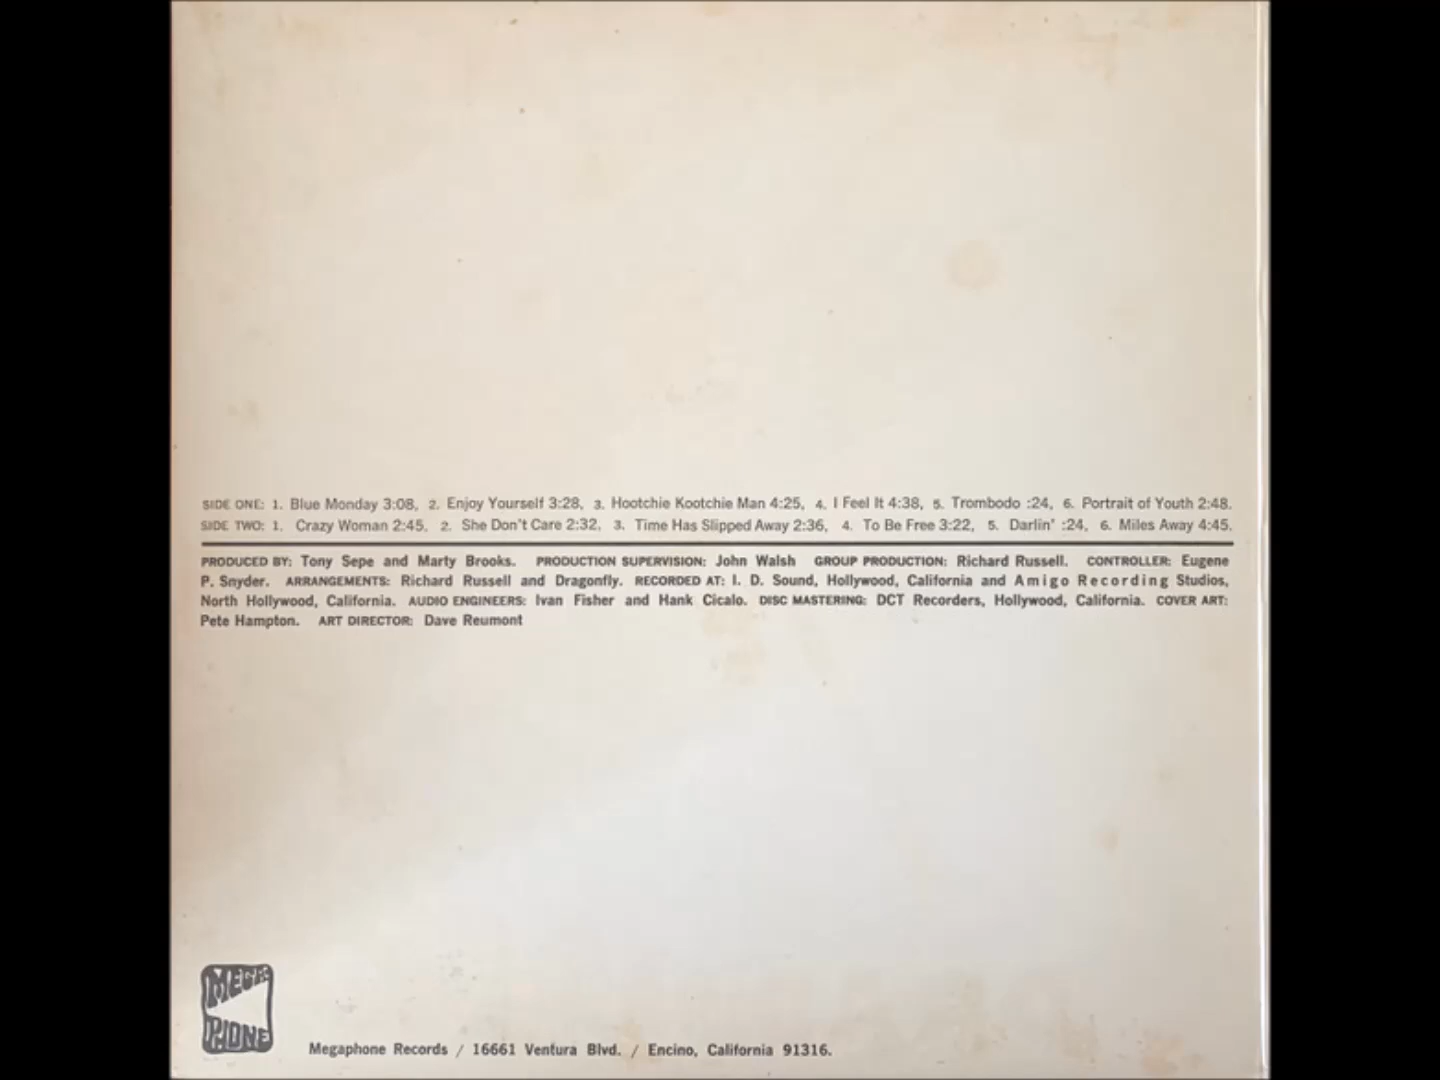 SIDE ONE: 1. Blue Monday 3:08, 2. Enjoy Yourself 3:28, 3. Hootchie Kootchie Man 4:25, 4. I Feel It 4:38, 5. Trombodo :24, 6. Portrait of Youth 2:48.
SIDE TWO: 1. Crazy Woman 2:45, 2. She Don't Care 2:32, 3. Time Has Slipped Away 2:36, 4. To Be Free 3:22, 5. Darlin' :24, 6. Miles Away 4:45.
PRODUCED BY: Tony Sepe and Marty Brooks. PRODUCTION SUPERVISION: John Walsh GROUP PRODUCTION: Richard Russell. CONTROLLER: Eugene
P. Snyder. ARRANGEMENTS: Richard Russell and Dragonfly. RECORDED AT: I. D. Sound, Hollywood, California and Amigo Recording Studios,
North Hollywood, California. AUDIO ENGINEERS: Ivan Fisher and Hank Cicalo. DISC MASTERING: DCT Recorders, Hollywood, California. COVER ART:
Pete Hampton. ART DIRECTOR: Dave Reumont
MEGA
PHONE
Megaphone Records / 16661 Ventura Blvd. / Encino, California 91316.